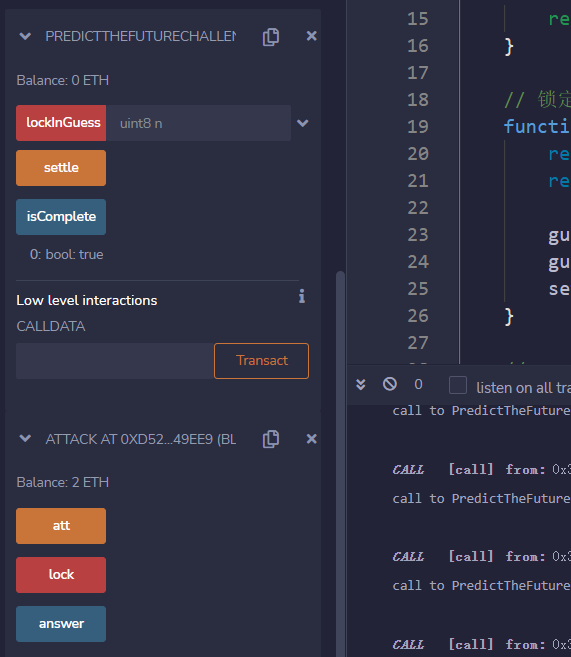 PREDICTTHEFUTURECHALLEN
Balance: 0 ETH
lockInGuess
uint8 n
settle
isComplete
0: bool: true
Low level interactions
i
CALLDATA
Transact
ATTACK AT 0XD52...49EE9 (BL
Balance: 2 ETH
att
lock
answer
15 re
16 }
17
18 // 锁定
19 functi
20 re
21 re
22
23 gu
24 gu
25 se
26 }
27
0
listen on all tra
call to PredictTheFuture
CALL [call] from: 0x3
call to PredictTheFuture
CALL [call] from: 0x3
call to PredictTheFuture
CALL [call] from: 0x3